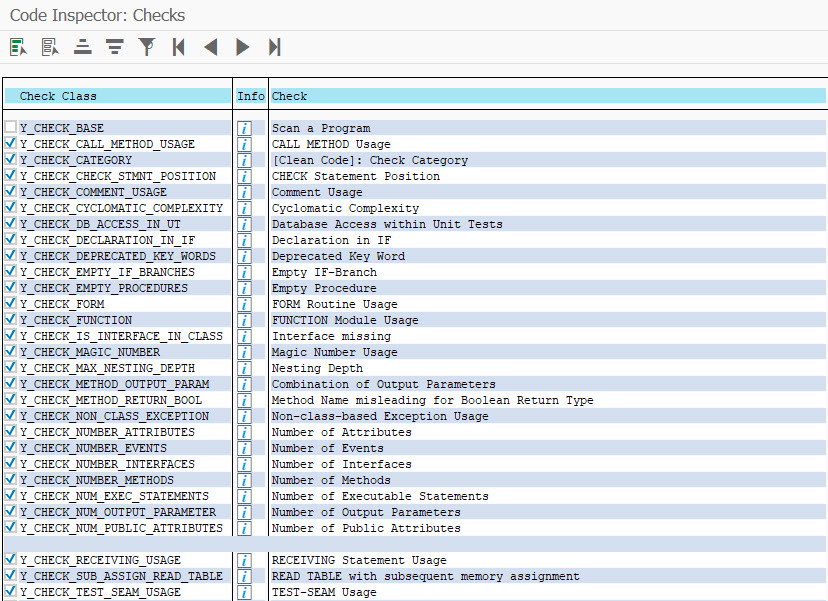 Code Inspector: Checks
Check Class Info Check
Y_CHECK_BASE i Scan a Program
Y_CHECK_CALL_METHOD_USAGE i CALL METHOD Usage
Y_CHECK_CATEGORY i [Clean Code]: Check Category
Y_CHECK_CHECK_STMNT_POSITION i CHECK Statement Position
Y_CHECK_COMMENT_USAGE i Comment Usage
Y_CHECK_CYCLOMATIC_COMPLEXITY i Cyclomatic Complexity
Y_CHECK_DB_ACCESS_IN_UT i Database Access within Unit Tests
Y_CHECK_DECLARATION_IN_IF i Declaration in IF
Y_CHECK_DEPRECATED_KEY_WORDS i Deprecated Key Word
Y_CHECK_EMPTY_IF_BRANCHES i Empty IF-Branch
Y_CHECK_EMPTY_PROCEDURES i Empty Procedure
Y_CHECK_FORM i FORM Routine Usage
Y_CHECK_FUNCTION i FUNCTION Module Usage
Y_CHECK_IS_INTERFACE_IN_CLASS i Interface missing
Y_CHECK_MAGIC_NUMBER i Magic Number Usage
Y_CHECK_MAX_NESTING_DEPTH i Nesting Depth
Y_CHECK_METHOD_OUTPUT_PARAM i Combination of Output Parameters
Y_CHECK_METHOD_RETURN_BOOL i Method Name misleading for Boolean Return Type
Y_CHECK_NON_CLASS_EXCEPTION i Non-class-based Exception Usage
Y_CHECK_NUMBER_ATTRIBUTES i Number of Attributes
Y_CHECK_NUMBER_EVENTS i Number of Events
Y_CHECK_NUMBER_INTERFACES i Number of Interfaces
Y_CHECK_NUMBER_METHODS i Number of Methods
Y_CHECK_NUM_EXEC_STATEMENTS i Number of Executable Statements
Y_CHECK_NUM_OUTPUT_PARAMETER i Number of Output Parameters
Y_CHECK_NUM_PUBLIC_ATTRIBUTES i Number of Public Attributes
Y_CHECK_RECEIVING_USAGE i RECEIVING Statement Usage
Y_CHECK_SUB_ASSIGN_READ_TABLE i READ TABLE with subsequent memory assignment
Y_CHECK_TEST_SEAM_USAGE i TEST-SEAM Usage